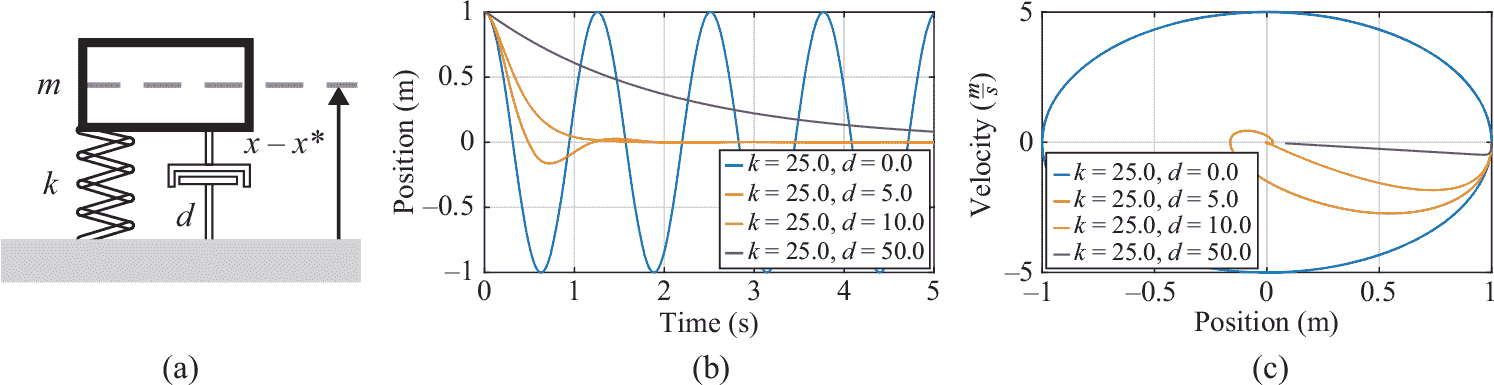 m
k
d
x – x*
(a)
Position (m)
1
0.5
0
–0.5
–1
0 1 2 3 4 5
Time (s)
k = 25.0, d = 0.0
k = 25.0, d = 5.0
k = 25.0, d = 10.0
k = 25.0, d = 50.0
(b)
Velocity (m/s)
5
0
–5
–1 –0.5 0 0.5 1
Position (m)
k = 25.0, d = 0.0
k = 25.0, d = 5.0
k = 25.0, d = 10.0
k = 25.0, d = 50.0
(c)